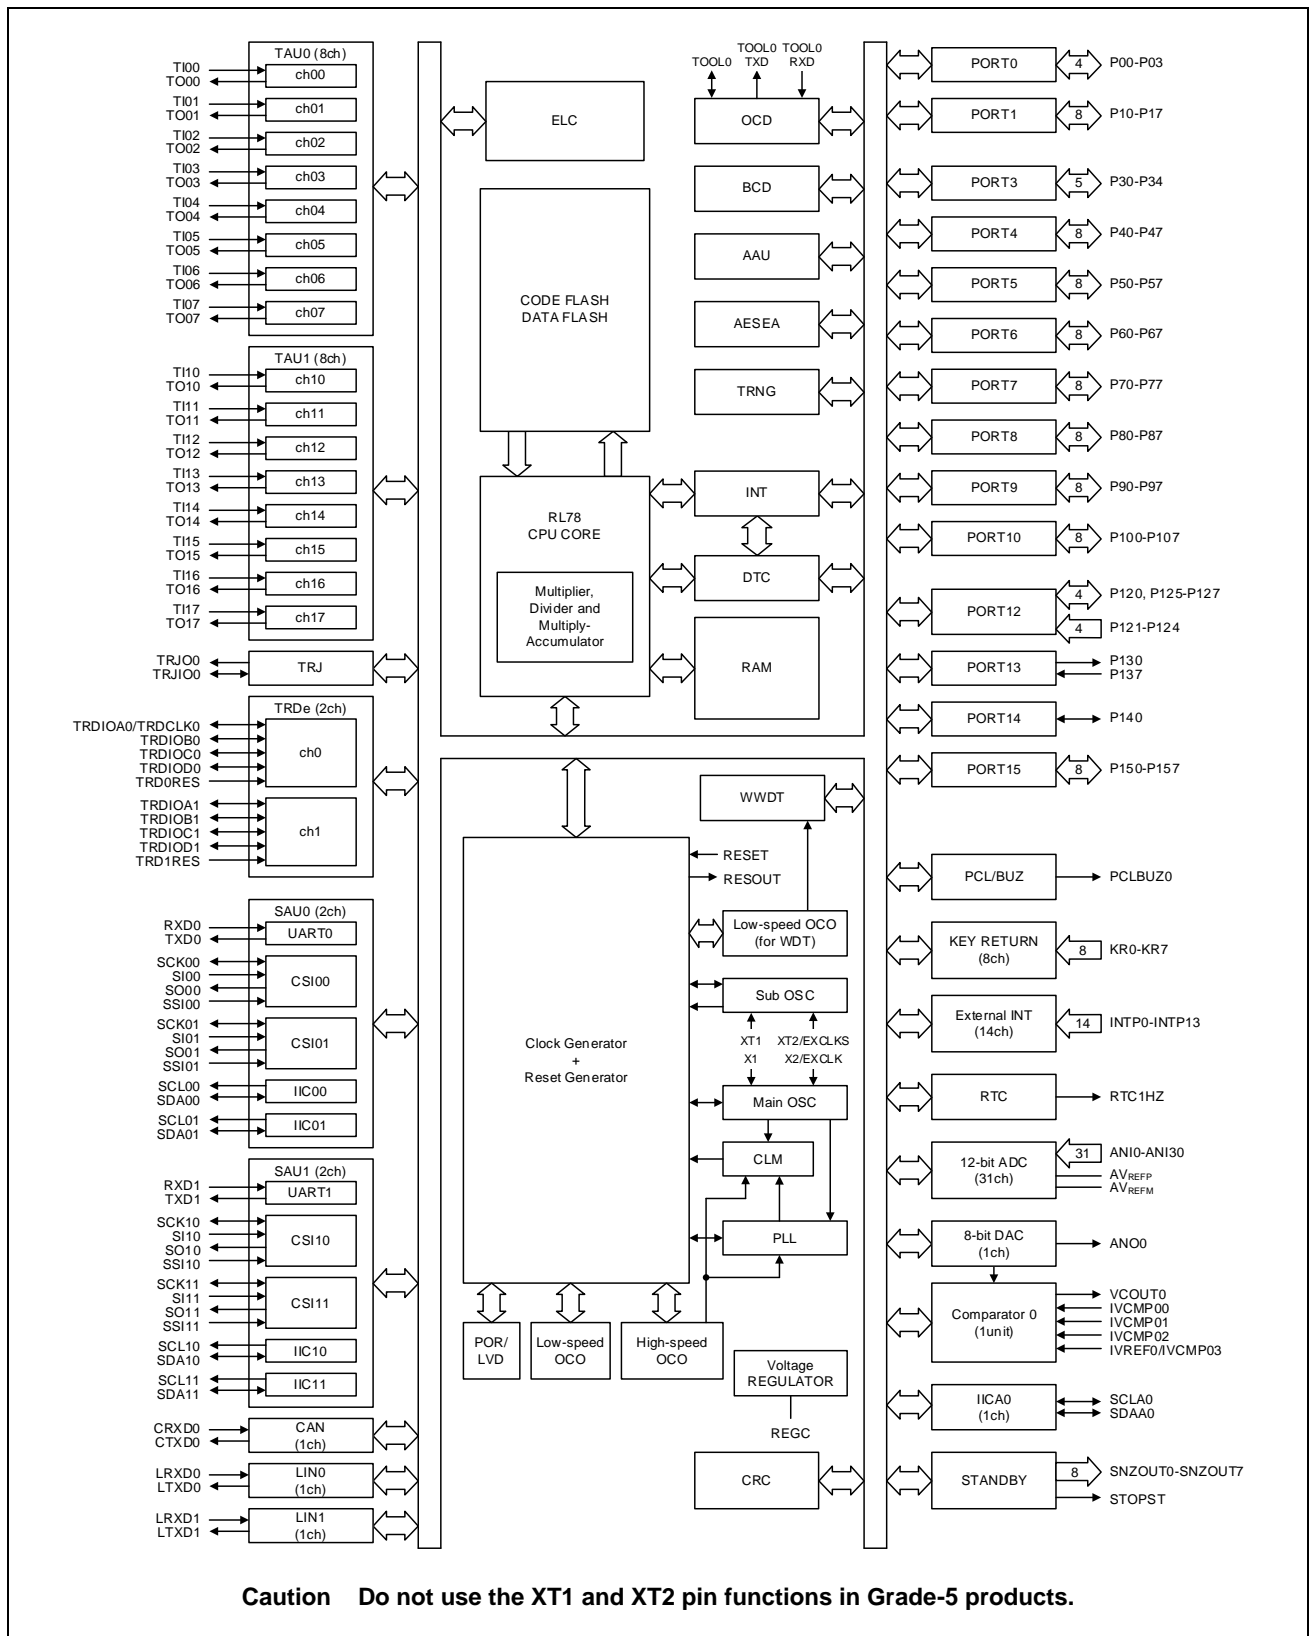 TAU0 (8ch)
TI00
TO00
ch00
TI01
TO01
ch01
TI02
TO02
ch02
TI03
TO03
ch03
TI04
TO04
ch04
TI05
TO05
ch05
TI06
TO06
ch06
TI07
TO07
ch07
TAU1 (8ch)
TI10
TO10
ch10
TI11
TO11
ch11
TI12
TO12
ch12
TI13
TO13
ch13
TI14
TO14
ch14
TI15
TO15
ch15
TI16
TO16
ch16
TI17
TO17
ch17
TRJO0
TRJIO0
TRJ
TRDe (2ch)
TRDIOA0/TRDCLK0
TRDIOB0
TRDIOC0
TRDIOD0
TRD0RES
ch0
TRDIOA1
TRDIOB1
TRDIOC1
TRDIOD1
TRD1RES
ch1
SAU0 (2ch)
RXD0
TXD0
UART0
SCK00
SI00
SO00
SSI00
CSI00
SCK01
SI01
SO01
SSI01
CSI01
SCL00
SDA00
IIC00
SCL01
SDA01
IIC01
SAU1 (2ch)
RXD1
TXD1
UART1
SCK10
SI10
SO10
SSI10
CSI10
SCK11
SI11
SO11
SSI11
CSI11
SCL10
SDA10
IIC10
SCL11
SDA11
IIC11
CRXD0
CTXD0
CAN
(1ch)
LRXD0
LTXD0
LIN0
(1ch)
LRXD1
LTXD1
LIN1
(1ch)
ELC
CODE FLASH
DATA FLASH
RL78
CPU CORE
Multiplier,
Divider and
Multiply-
Accumulator
TOOL0
TOOL0
TXD
TOOL0
RXD
OCD
BCD
AAU
AESEA
TRNG
INT
DTC
RAM
WWDT
Clock Generator
+
Reset Generator
RESET
RESOUT
Low-speed OCO
(for WDT)
Sub OSC
XT1
XT2/EXCLKS
X1
X2/EXCLK
Main OSC
CLM
PLL
POR/
LVD
Low-speed
OCO
High-speed
OCO
Voltage
REGULATOR
REGC
CRC
PORT0
4
P00-P03
PORT1
8
P10-P17
PORT3
5
P30-P34
PORT4
8
P40-P47
PORT5
8
P50-P57
PORT6
8
P60-P67
PORT7
8
P70-P77
PORT8
8
P80-P87
PORT9
8
P90-P97
PORT10
8
P100-P107
PORT12
4
P120, P125-P127
4
P121-P124
PORT13
P130
P137
PORT14
P140
PORT15
8
P150-P157
PCL/BUZ
PCLBUZ0
KEY RETURN
(8ch)
8
KR0-KR7
External INT
(14ch)
14
INTP0-INTP13
RTC
RTC1HZ
12-bit ADC
(31ch)
31
ANI0-ANI30
AVREFP
AVREFM
8-bit DAC
(1ch)
ANO0
Comparator 0
(1unit)
VCOUT0
IVCMP00
IVCMP01
IVCMP02
IVREF0/IVCMP03
IICA0
(1ch)
SCLA0
SDAA0
STANDBY
8
SNZOUT0-SNZOUT7
STOPST
Caution Do not use the XT1 and XT2 pin functions in Grade-5 products.